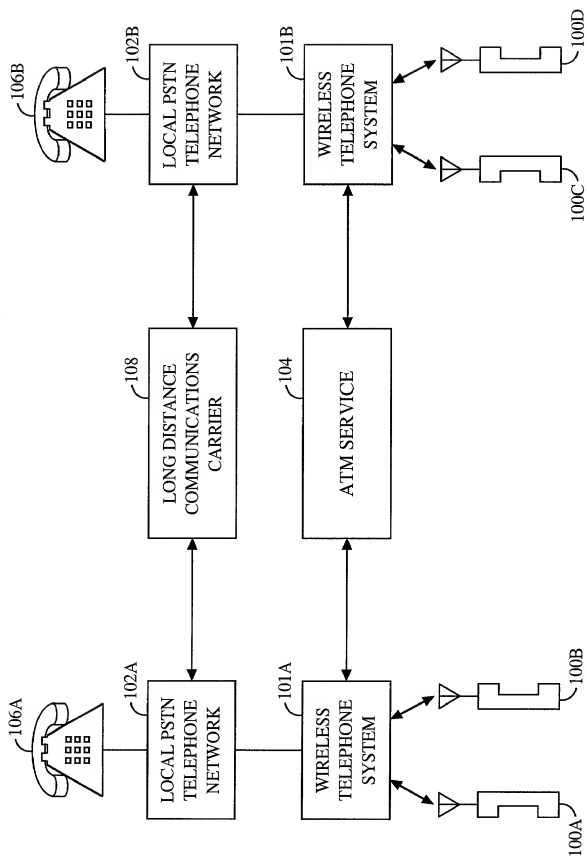 106A
106B
102A
LOCAL PSTN
TELEPHONE
NETWORK
108
LONG DISTANCE
COMMUNICATIONS
CARRIER
102B
LOCAL PSTN
TELEPHONE
NETWORK
101A
WIRELESS
TELEPHONE
SYSTEM
104
ATM SERVICE
101B
WIRELESS
TELEPHONE
SYSTEM
100A
100B
100C
100D